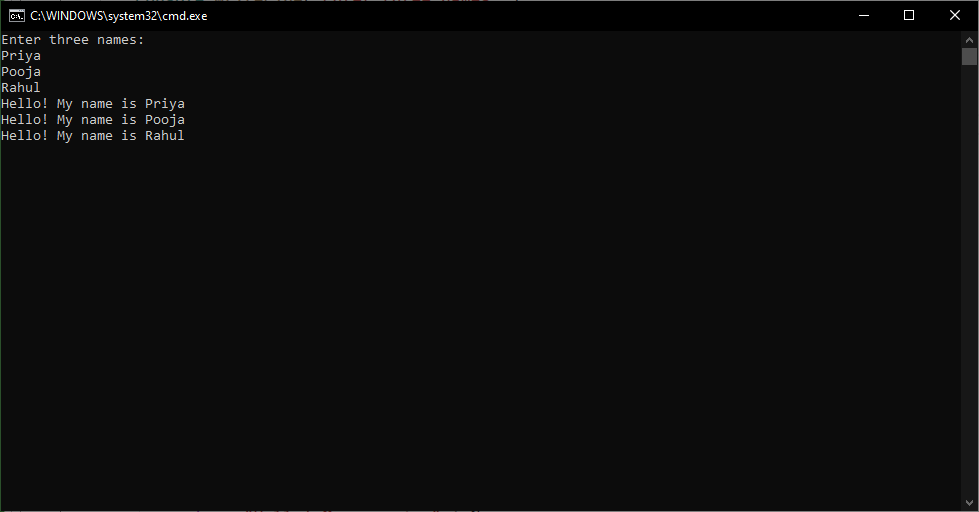 C:\WINDOWS\system32\cmd.exe
Enter three names:
Priya
Pooja
Rahul
Hello! My name is Priya
Hello! My name is Pooja
Hello! My name is Rahul